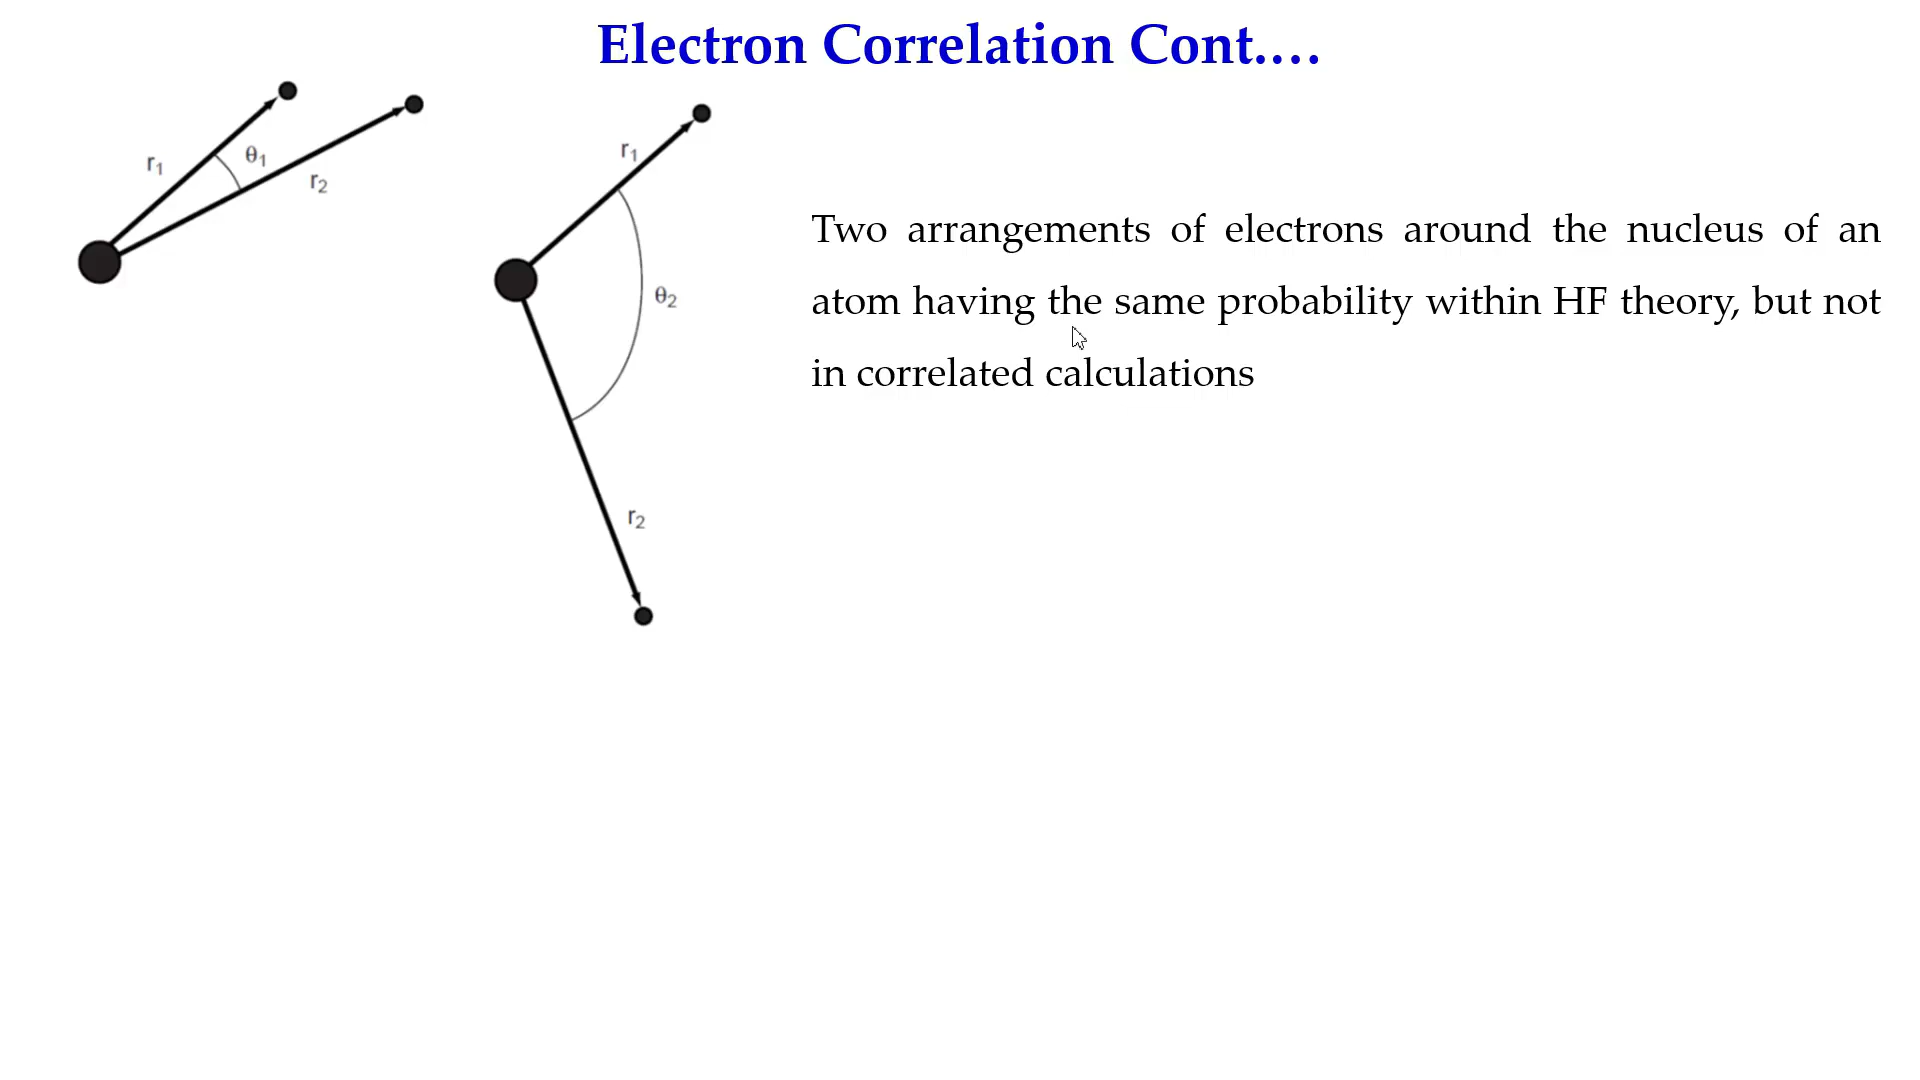 Electron Correlation Cont.…
r₁
θ₁
r₂
r₁
θ₂
r₂
Two arrangements of electrons around the nucleus of an
atom having the same probability within HF theory, but not
in correlated calculations